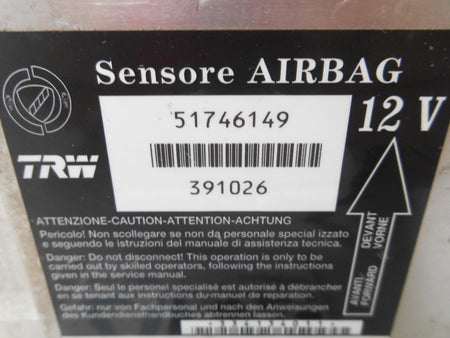 Sensore AIRBAG
51746149
12 V
TRW
391026
ATTENZIONE-CAUTION-ATTENTION-ACHTUNG
Pericolo! Non scollegare se non da personale special izzato
e seguendo le istruzioni del manuale di assistenza tecnica.
Danger: Do not disconnect! This operation is only to be
carried out by skilled operators, following the instructions
given in the service manual.
Danger: Seul le personel specialisé est autorisé à débrancher
en se tenant aux instructions du manuel de reparation.
Gefahr: nur von Fachpersonal und nach den Anweisungen
des Kundendiensthandbuches abtrennen lassen.
AVANTI-DEVANT
FORWARD VORNE